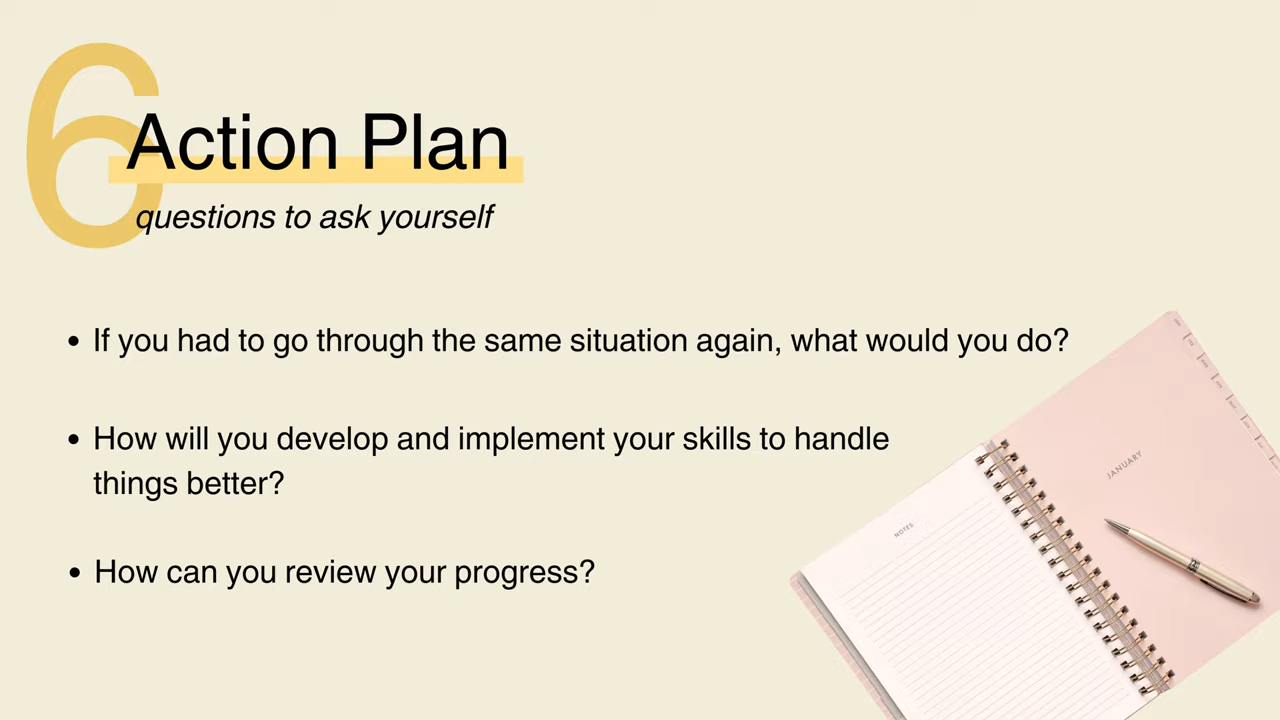 6
Action Plan
questions to ask yourself
• If you had to go through the same situation again, what would you do?
• How will you develop and implement your skills to handle
things better?
• How can you review your progress?
JANUARY
NOTES